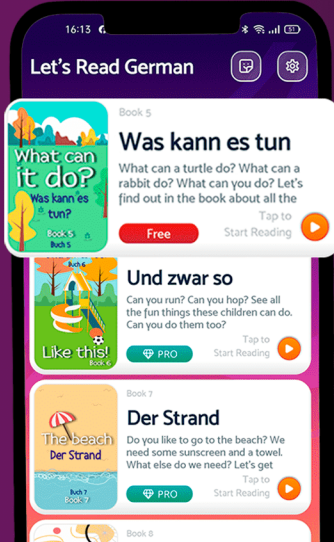 16:13
51
Let's Read German
Book 5
Was kann es tun
What can a turtle do? What can a
rabbit do? What can you do? Let's
find out in the book about all the
Free
Tap to
Start Reading
What can
it do?
Was kann es
tun?
Book 5
Buch 5
Buch 6
Like this!
Book 6
Und zwar so
Can you run? Can you hop? See all
the fun things these children can do.
Can you do them too?
PRO
Tap to
Start Reading
The beach
Der Strand
Buch 7
Book 7
Book 7
Der Strand
Do you like to go to the beach? We
need some sunscreen and a towel.
What else do we need? Let's get
PRO
Tap to
Start Reading
Book 8